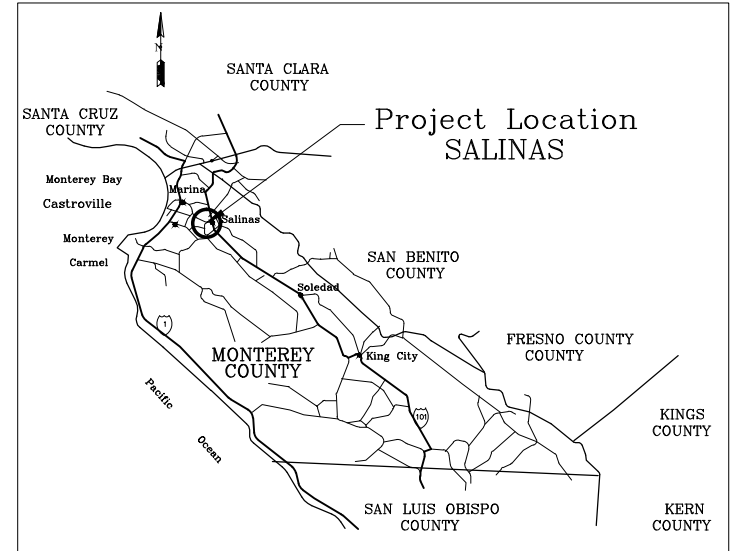 N
SANTA CLARA
COUNTY
SANTA CRUZ
COUNTY
Project Location
SALINAS
Monterey Bay
Marina
Castroville
Salinas
Monterey
Carmel
SAN BENITO
COUNTY
Soledad
1
MONTEREY
COUNTY
King City
FRESNO COUNTY
COUNTY
Pacific
Ocean
101
KINGS
COUNTY
SAN LUIS OBISPO
COUNTY
KERN
COUNTY